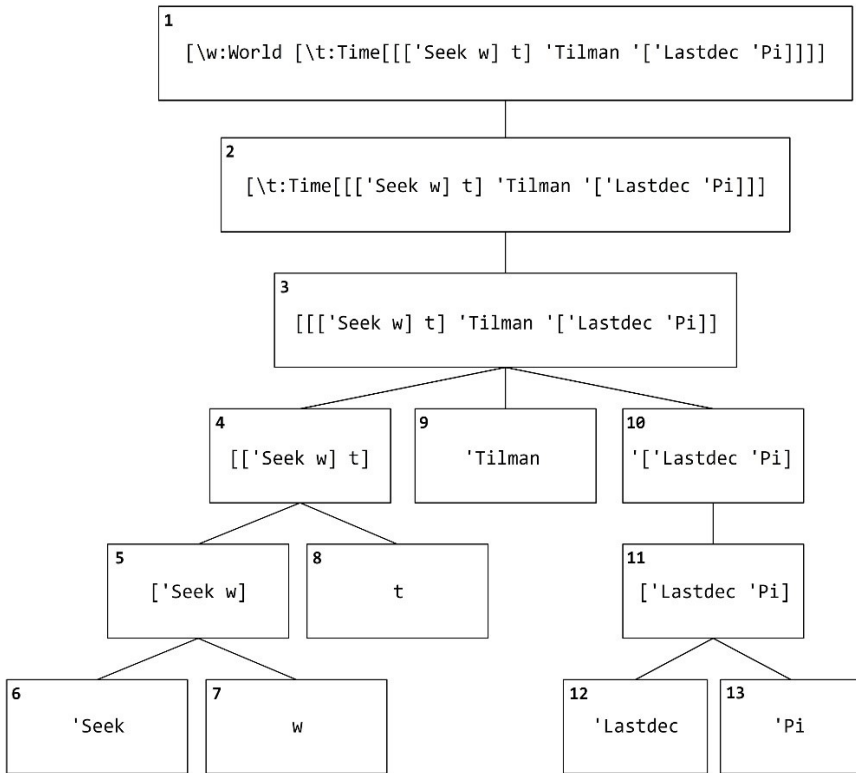 1
[\w:World [\t:Time[[['Seek w] t] 'Tilman '['Lastdec 'Pi]]]]
2
[\t:Time[[['Seek w] t] 'Tilman '['Lastdec 'Pi]]]
3
[[['Seek w] t] 'Tilman '['Lastdec 'Pi]]
4
[['Seek w] t]
9
'Tilman
10
'['Lastdec 'Pi]
5
['Seek w]
8
t
11
['Lastdec 'Pi]
6
'Seek
7
w
12
'Lastdec
13
'Pi